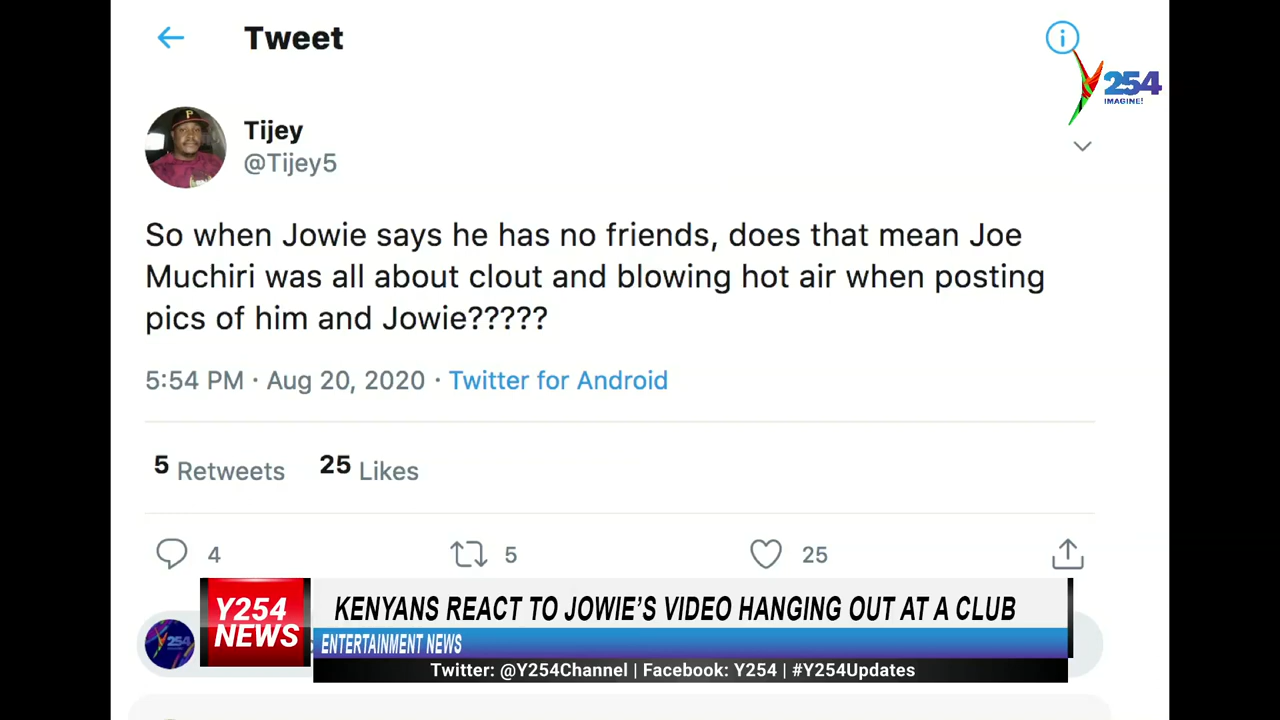 Tweet
254
IMAGINE!
Tijey
@Tijey5
So when Jowie says he has no friends, does that mean Joe
Muchiri was all about clout and blowing hot air when posting
pics of him and Jowie?????
5:54 PM · Aug 20, 2020 · Twitter for Android
5 Retweets 25 Likes
4 5 25
Y254
NEWS
KENYANS REACT TO JOWIE'S VIDEO HANGING OUT AT A CLUB
254
ENTERTAINMENT NEWS
Twitter: @Y254Channel | Facebook: Y254 | #Y254Updates